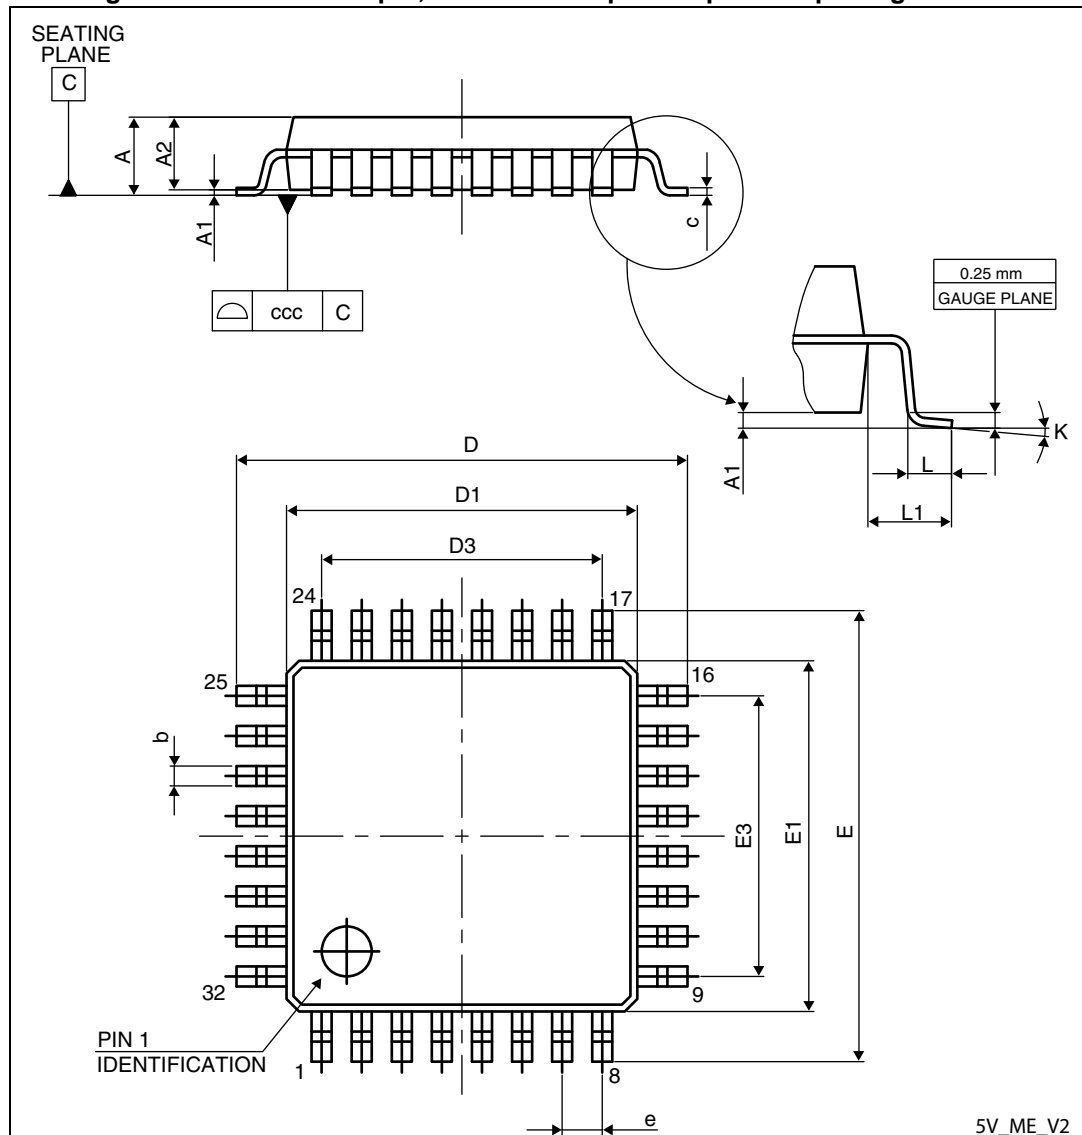 SEATING
PLANE
C
A
A2
A1
c
ccc
C
0.25 mm
GAUGE PLANE
K
A1
L
L1
D
D1
D3
24
17
25
16
b
E3
E1
E
32
9
PIN 1
IDENTIFICATION
1
8
e
5V_ME_V2